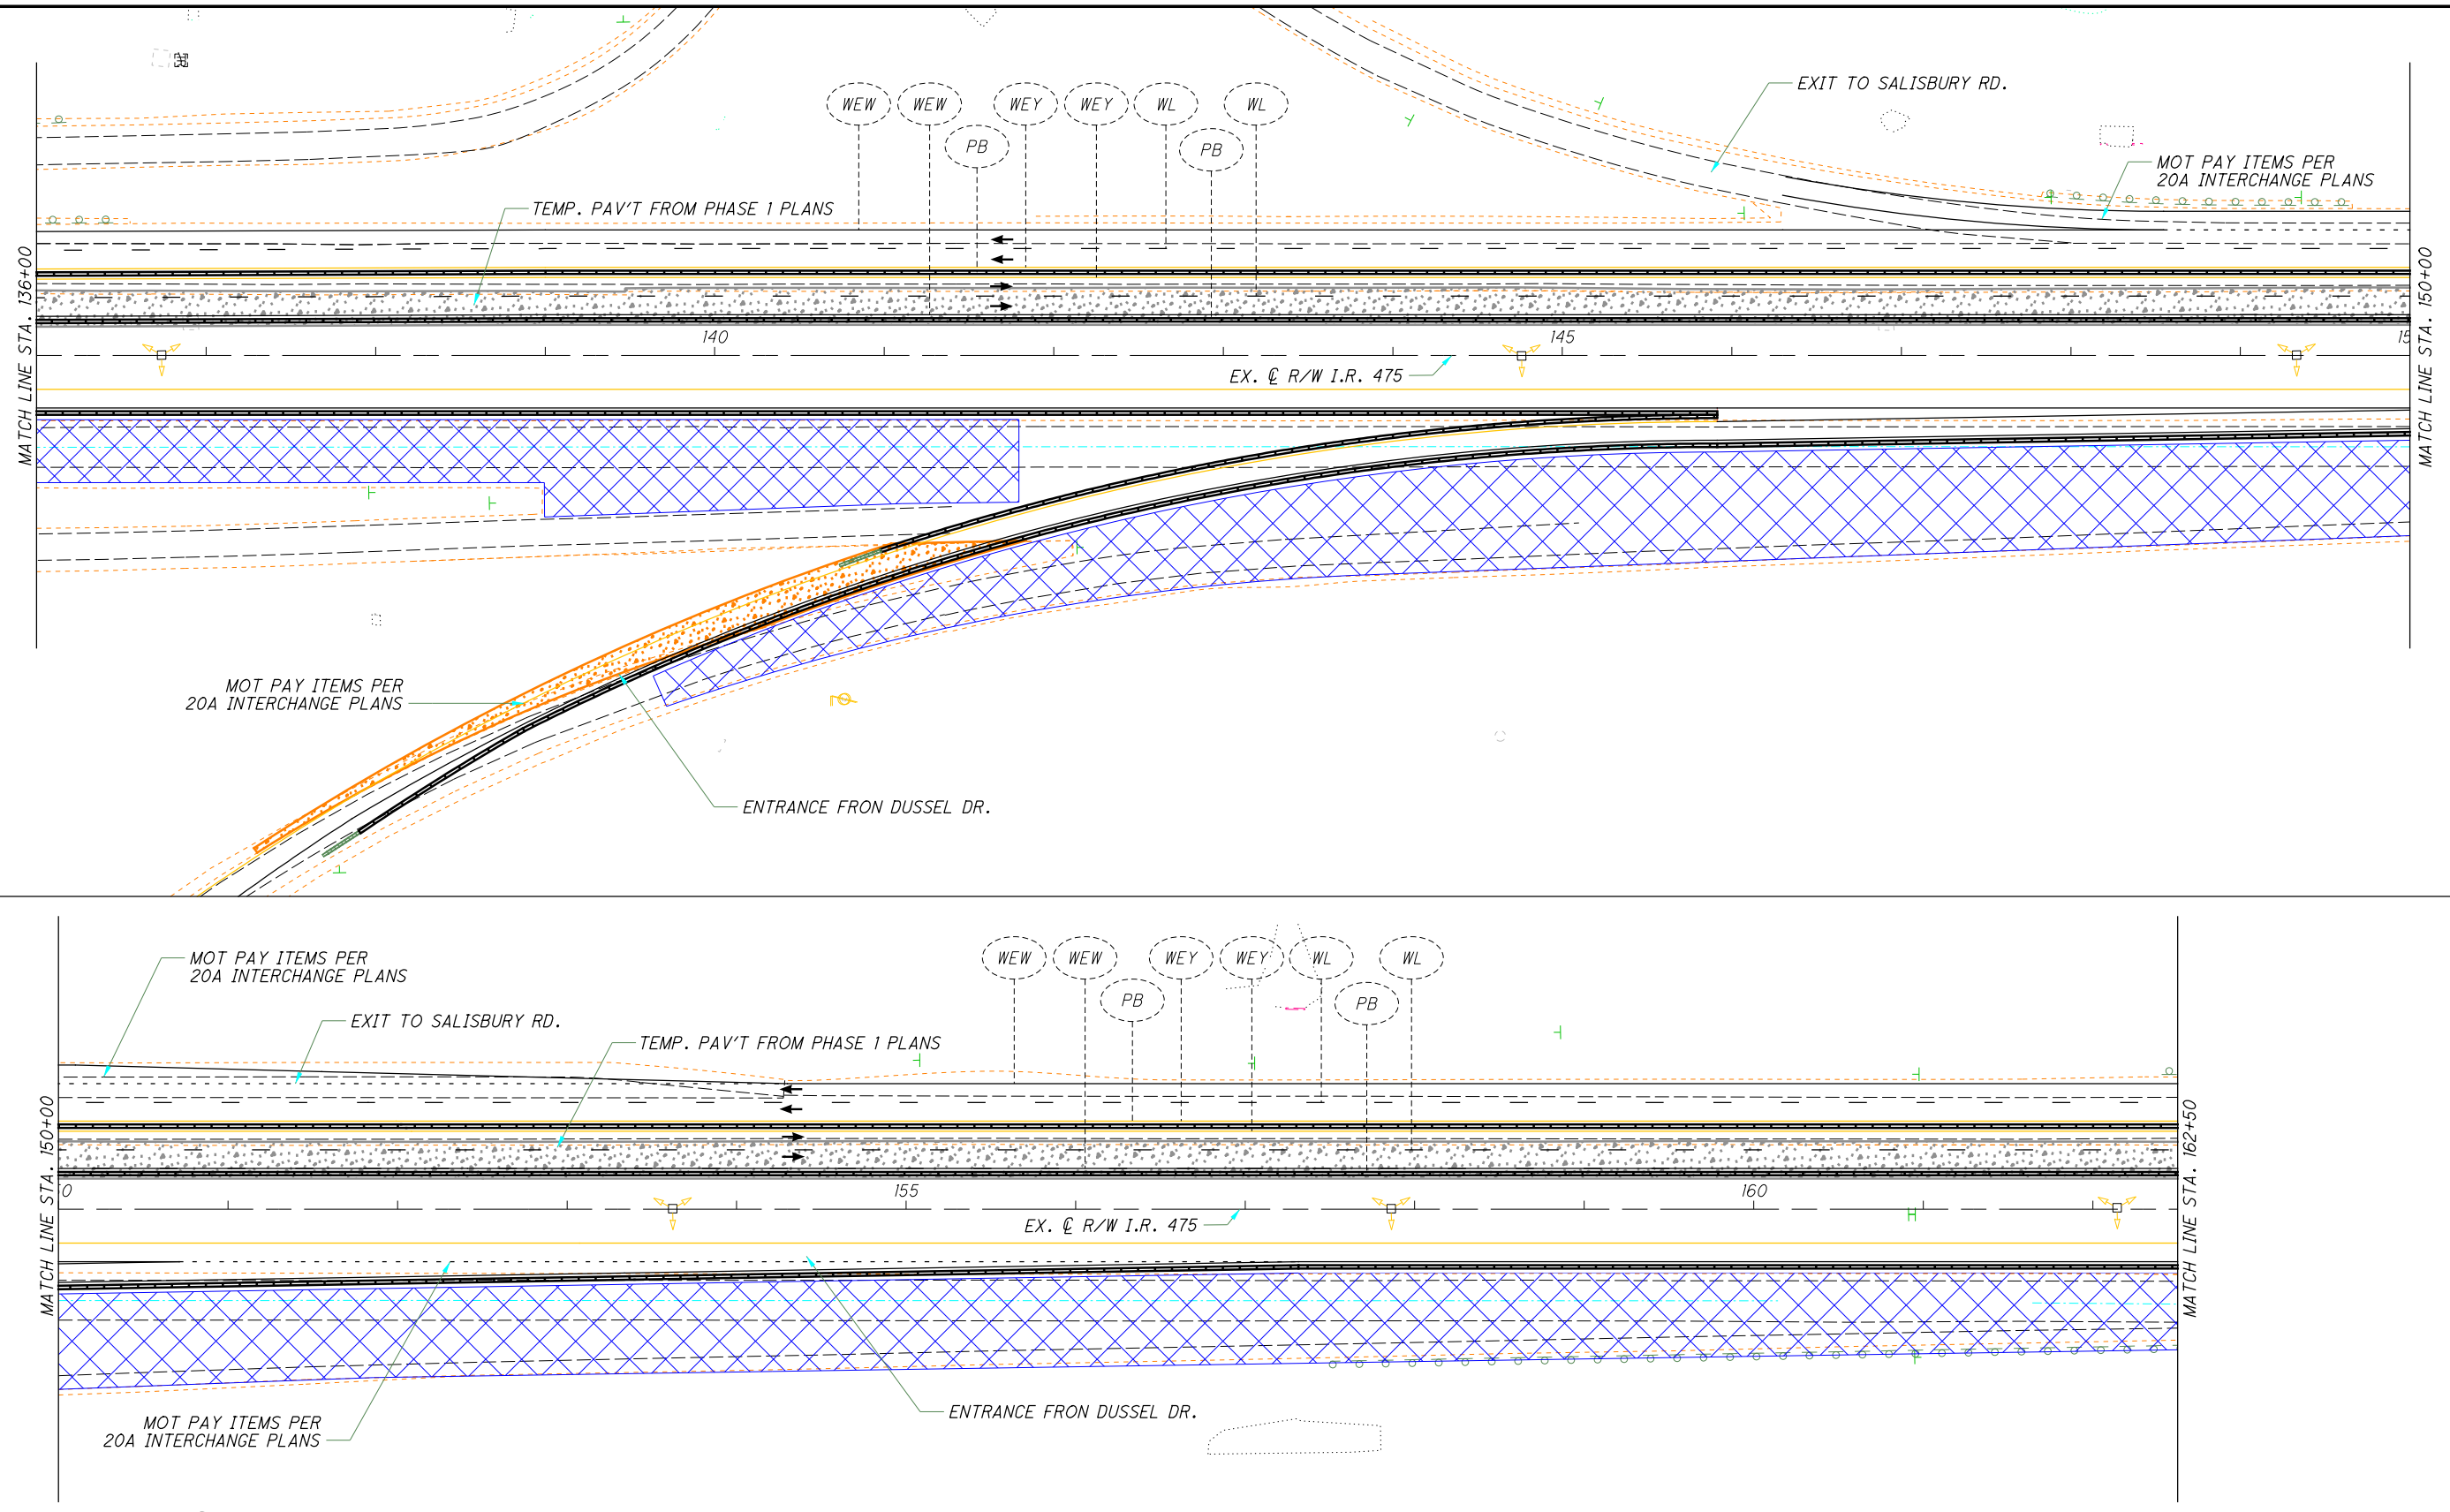 WEW
WEW
WEY
WEY
WL
WL
PB
PB
EXIT TO SALISBURY RD.
MOT PAY ITEMS PER
20A INTERCHANGE PLANS
TEMP. PAV'T FROM PHASE 1 PLANS
MATCH LINE STA. 136+00
MATCH LINE STA. 150+00
140
145
15
EX. ℄ R/W I.R. 475
MOT PAY ITEMS PER
20A INTERCHANGE PLANS
ENTRANCE FRON DUSSEL DR.
MOT PAY ITEMS PER
20A INTERCHANGE PLANS
WEW
WEW
WEY
WEY
WL
WL
PB
PB
EXIT TO SALISBURY RD.
TEMP. PAV'T FROM PHASE 1 PLANS
MATCH LINE STA. 150+00
MATCH LINE STA. 162+50
0
155
160
EX. ℄ R/W I.R. 475
ENTRANCE FRON DUSSEL DR.
MOT PAY ITEMS PER
20A INTERCHANGE PLANS